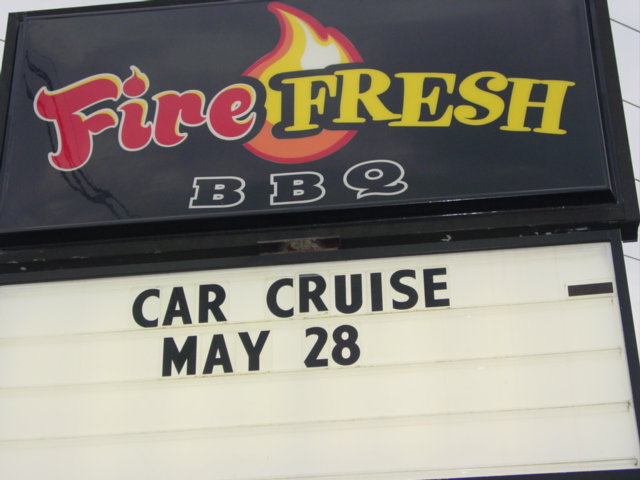 Fire FRESH
BBQ
CAR CRUISE
MAY 28